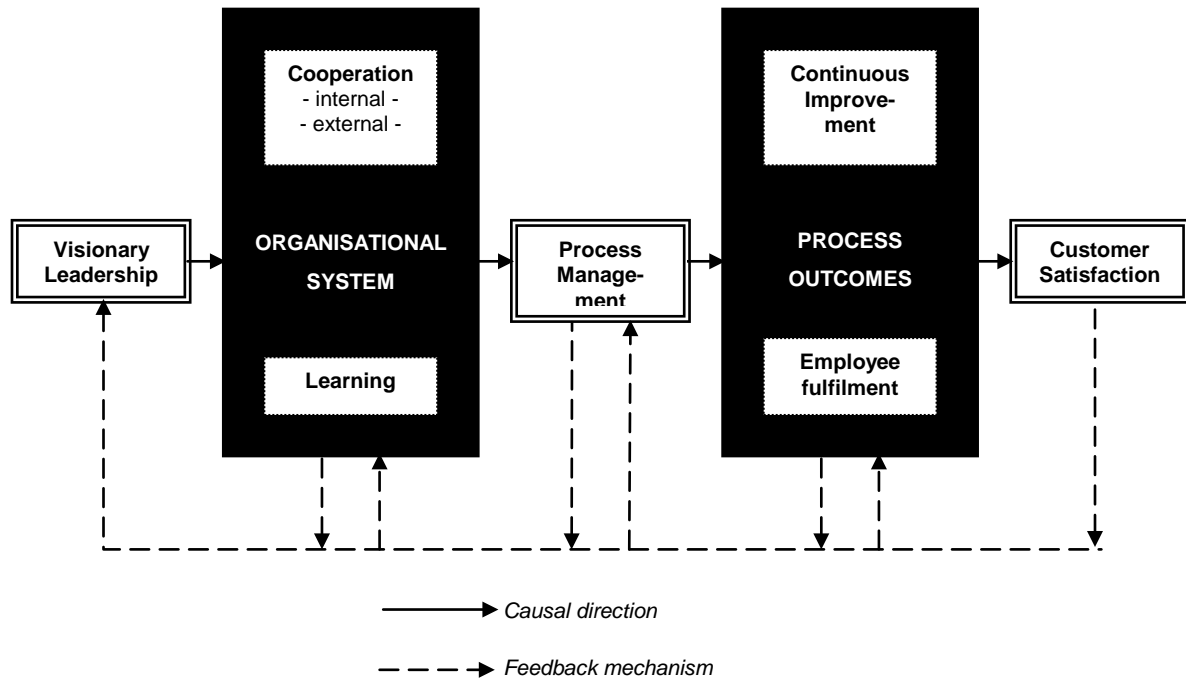 Visionary
Leadership
Cooperation
- internal -
- external -
ORGANISATIONAL
SYSTEM
Learning
Process
Manage-
ment
Continuous
Improve-
ment
PROCESS
OUTCOMES
Employee
fulfilment
Customer
Satisfaction
Causal direction
Feedback mechanism